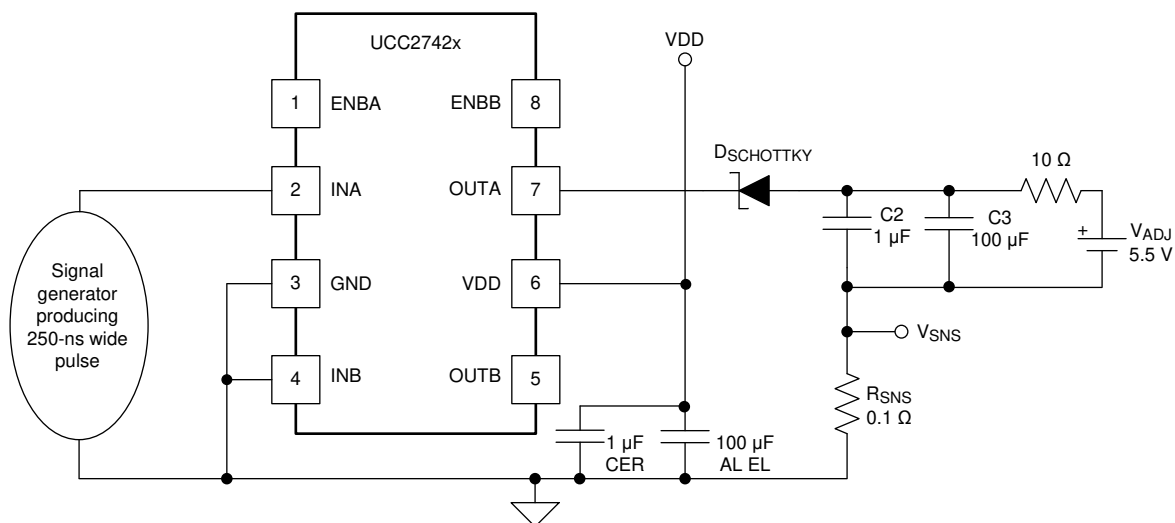 UCC2742x
VDD
1
ENBA
ENBB
8
2
INA
OUTA
7
DSCHOTTKY
10 Ω
C2
1 µF
C3
100 µF
+
VADJ
5.5 V
Signal
generator
producing
250-ns wide
pulse
3
GND
VDD
6
VSNS
4
INB
OUTB
5
RSNS
0.1 Ω
1 µF
CER
100 µF
AL EL